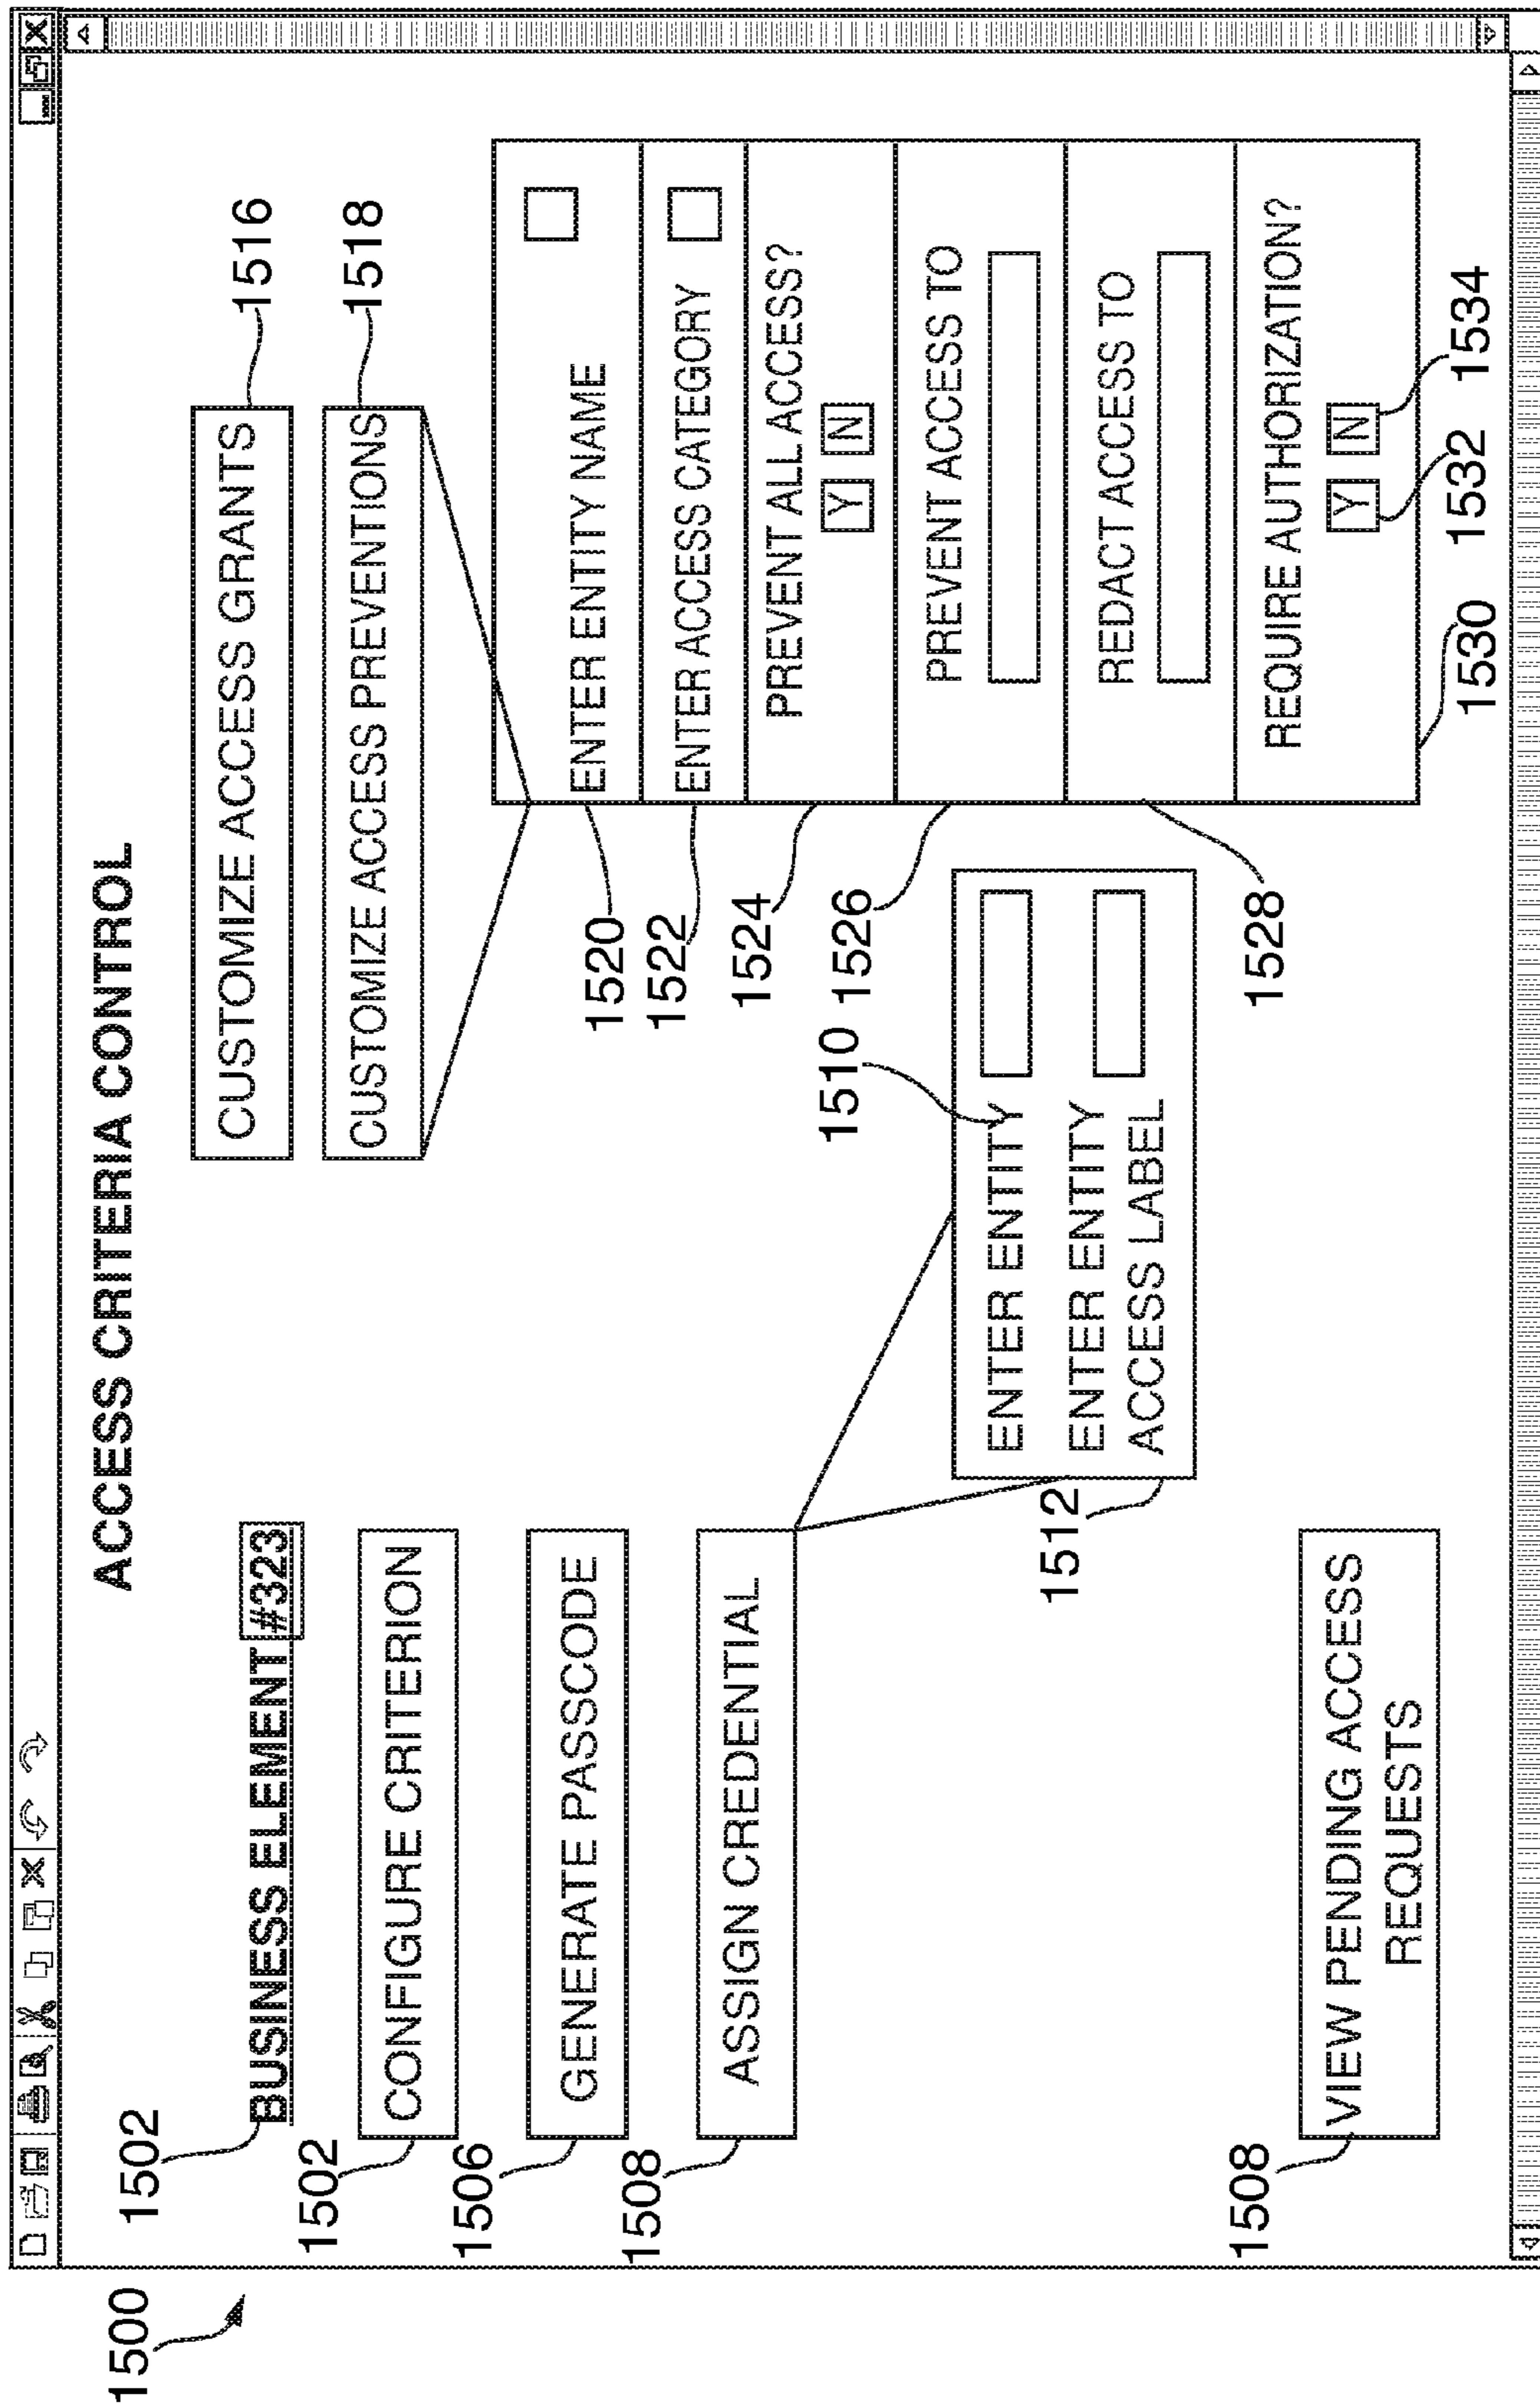 1500
ACCESS CRITERIA CONTROL
1502
BUSINESS ELEMENT #323
1502
CONFIGURE CRITERION
1506
GENERATE PASSCODE
1508
ASSIGN CREDENTIAL
1510
ENTER ENTITY
ENTER ENTITY
ACCESS LABEL
1512
1508
VIEW PENDING ACCESS
REQUESTS
CUSTOMIZE ACCESS GRANTS
1516
CUSTOMIZE ACCESS PREVENTIONS
1518
1520
ENTER ENTITY NAME
1522
ENTER ACCESS CATEGORY
1524
PREVENT ALL ACCESS?
Y N
1526
PREVENT ACCESS TO
1528
REDACT ACCESS TO
REQUIRE AUTHORIZATION?
Y N
1530
1532
1534